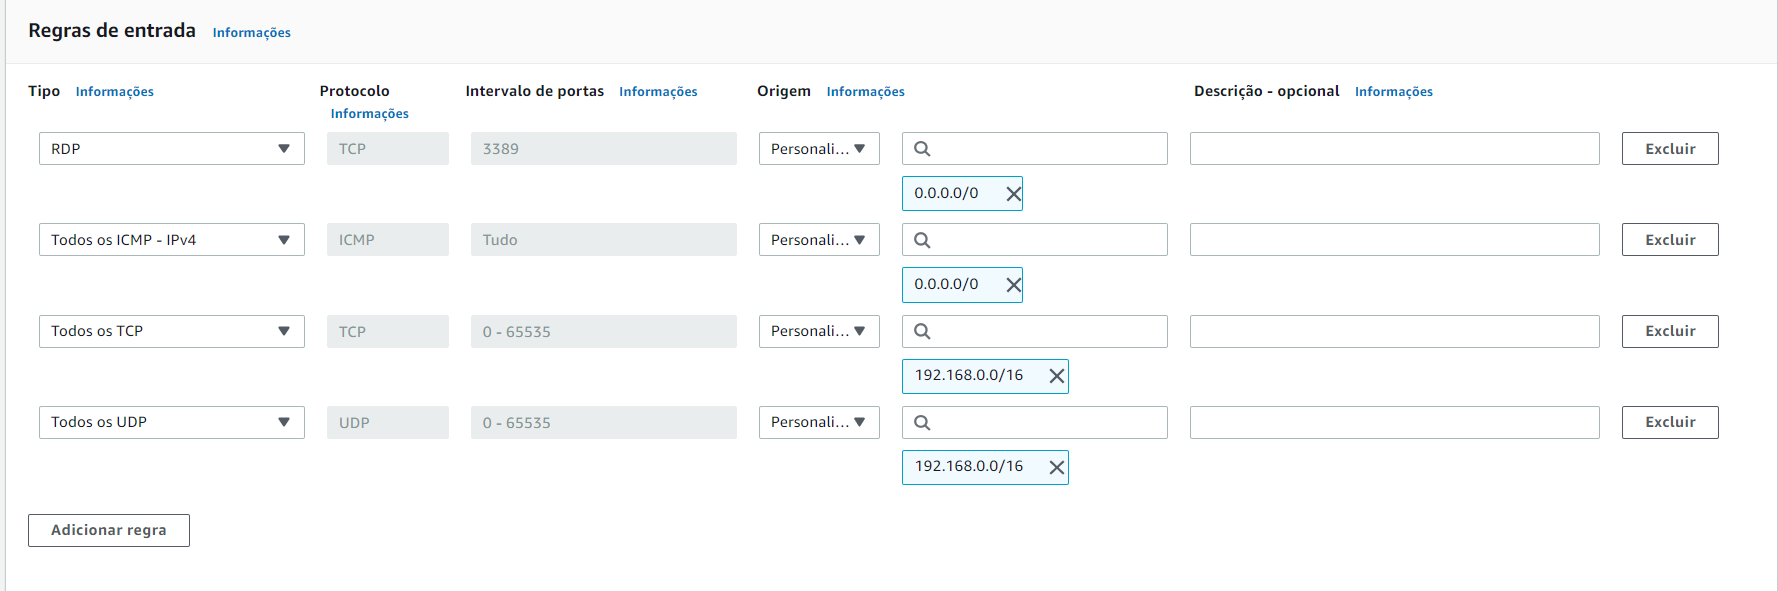 Regras de entrada Informações
Tipo Informações Protocolo Informações Intervalo de portas Informações Origem Informações Descrição - opcional Informações
RDP TCP 3389 Personali... Excluir
0.0.0.0/0
Todos os ICMP - IPv4 ICMP Tudo Personali... Excluir
0.0.0.0/0
Todos os TCP TCP 0 - 65535 Personali... Excluir
192.168.0.0/16
Todos os UDP UDP 0 - 65535 Personali... Excluir
192.168.0.0/16
Adicionar regra